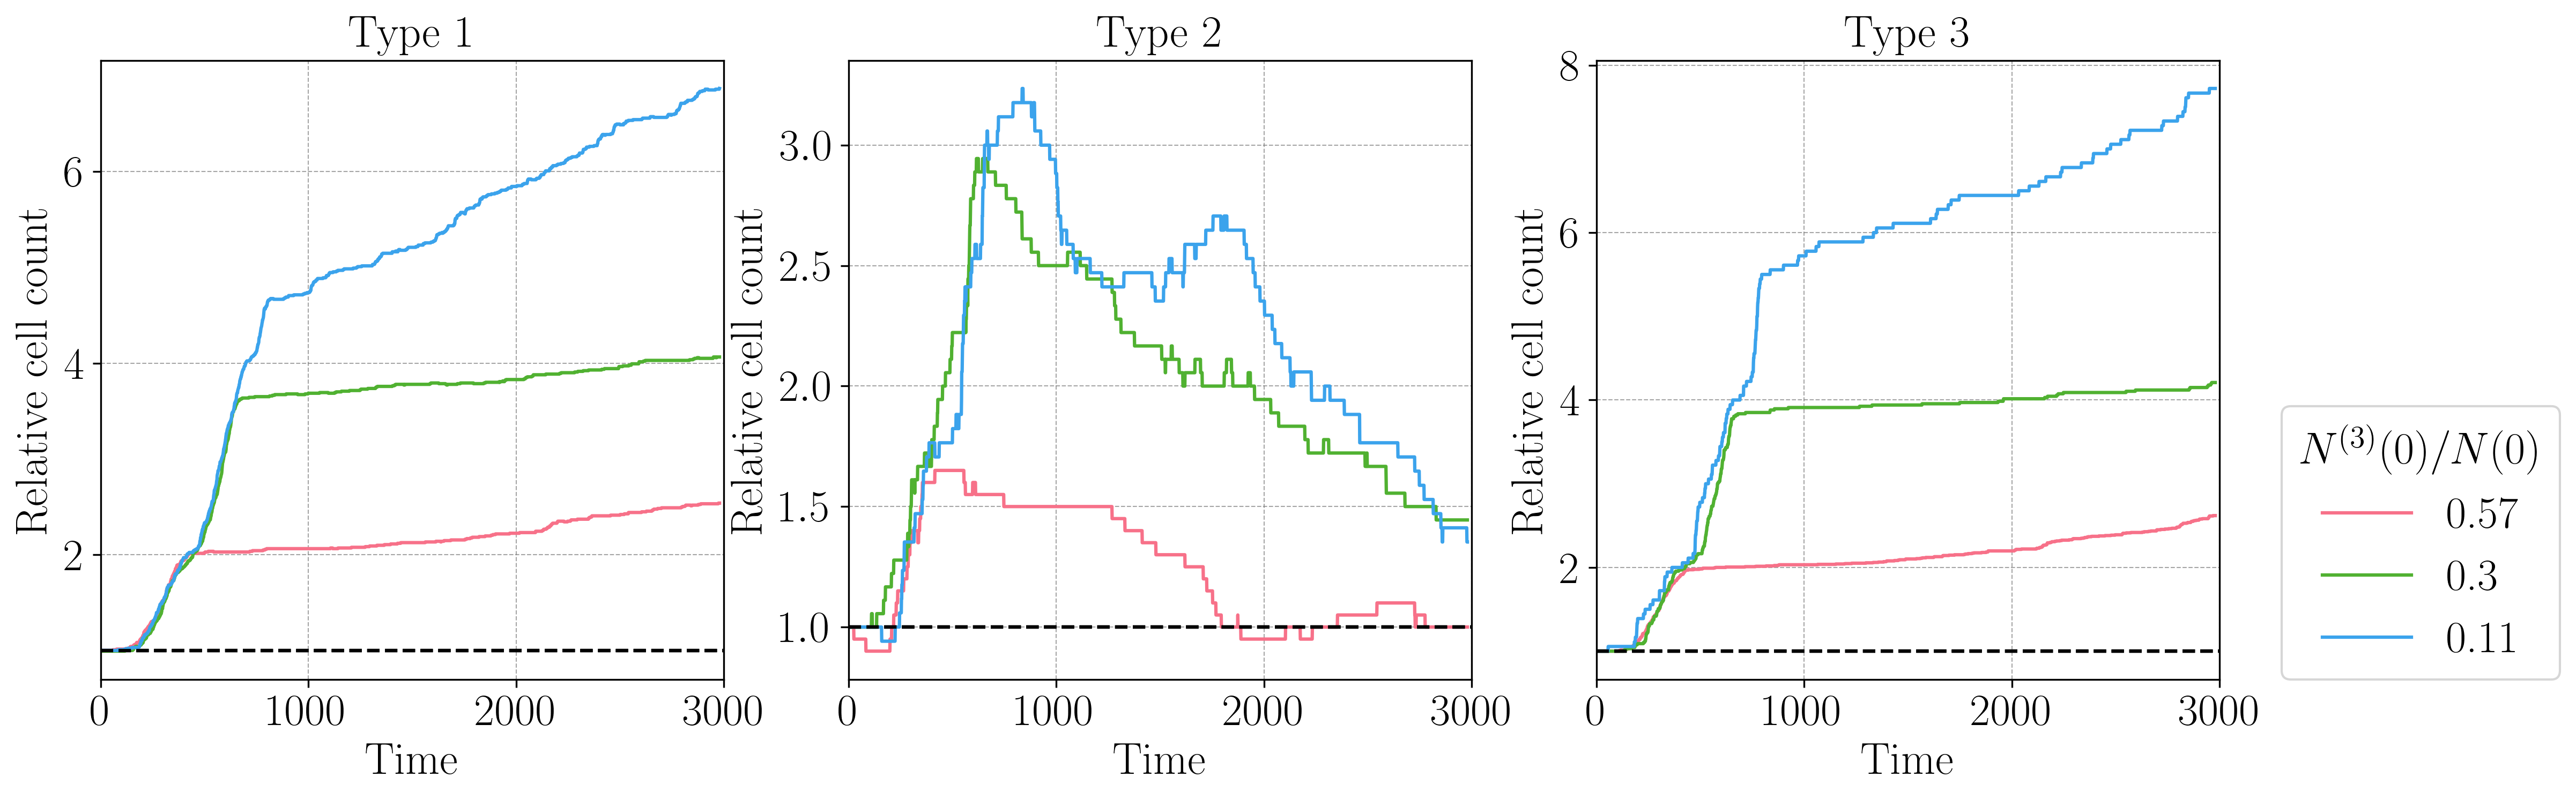 Type 1
Relative cell count
6
4
2
0
1000
2000
3000
Time
Type 2
Relative cell count
3.0
2.5
2.0
1.5
1.0
0
1000
2000
3000
Time
Type 3
Relative cell count
8
6
4
2
0
1000
2000
3000
Time
N^{(3)}(0)/N(0)
0.57
0.3
0.11